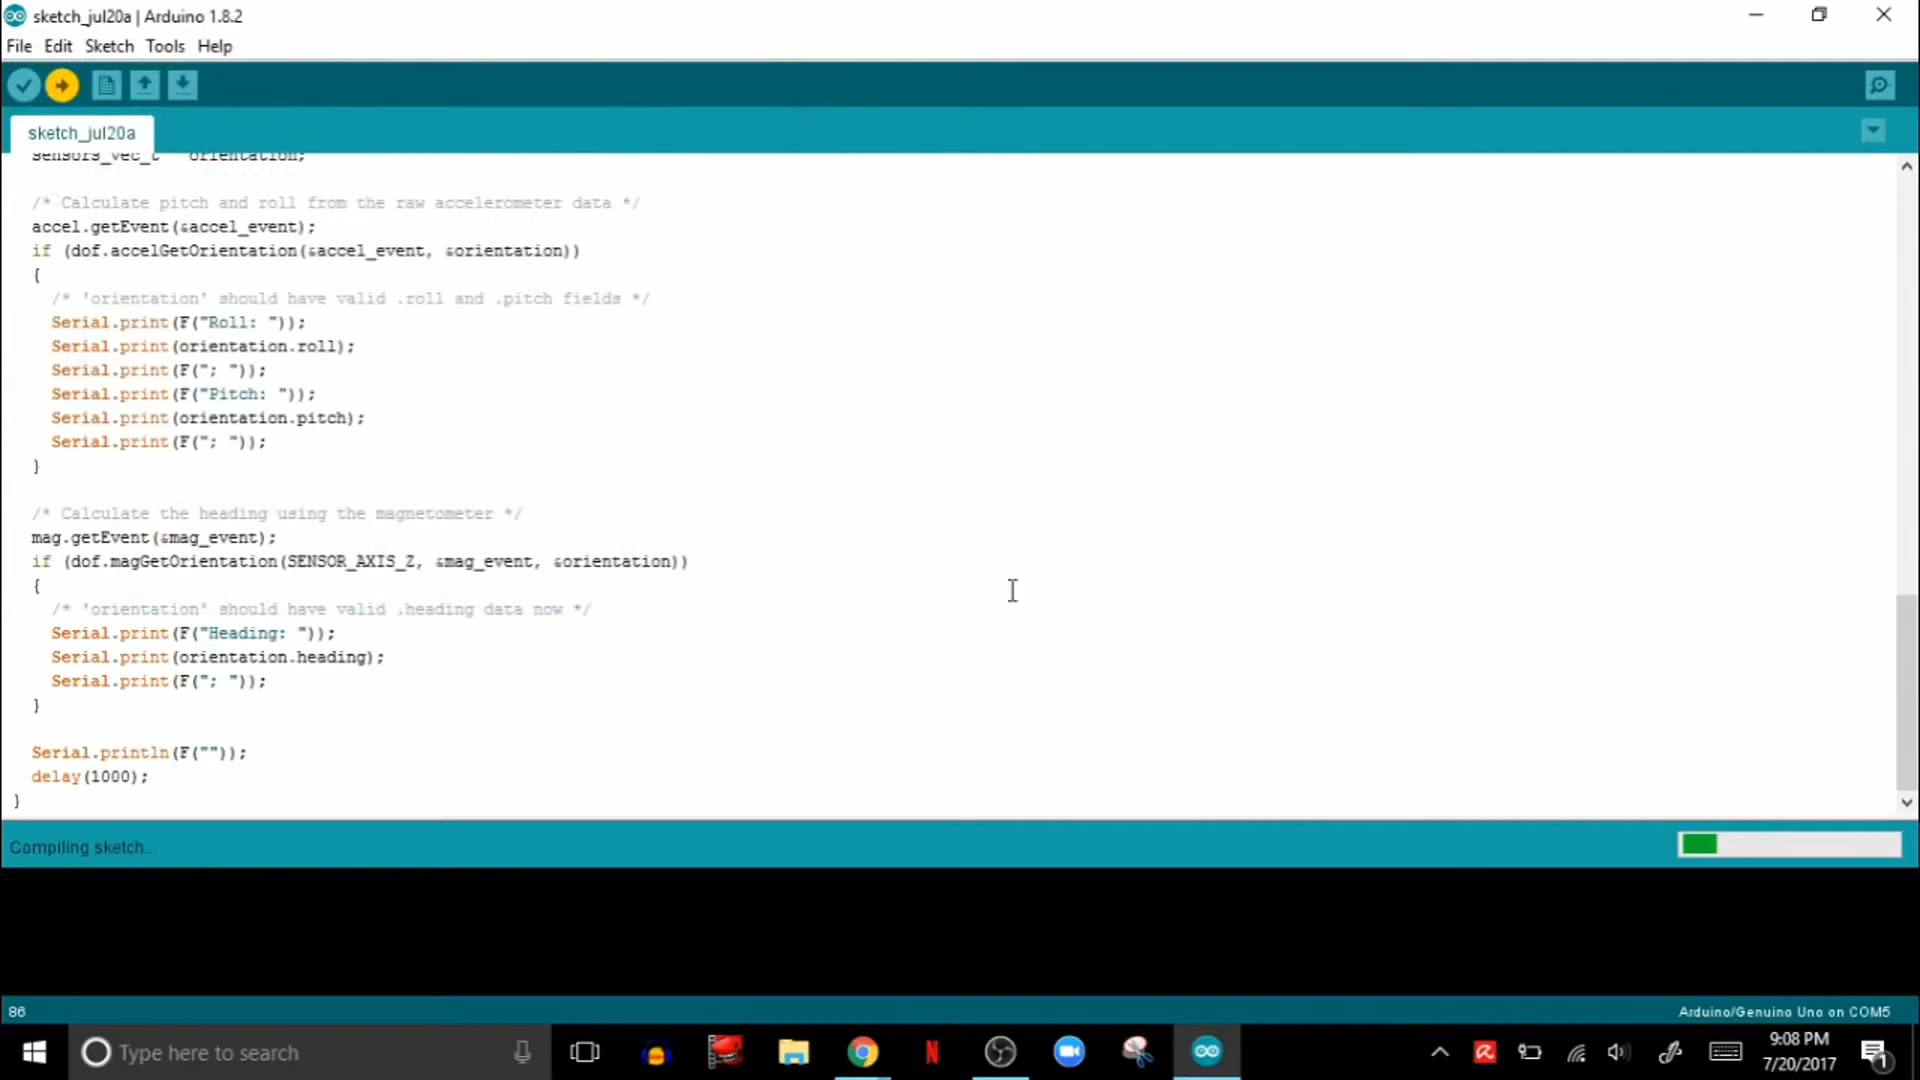 sketch_jul20a | Arduino 1.8.2
File Edit Sketch Tools Help
sketch_jul20a
sensors_vec_t   orientation;
/* Calculate pitch and roll from the raw accelerometer data */
accel.getEvent(&accel_event);
if (dof.accelGetOrientation(&accel_event, &orientation))
{
/* 'orientation' should have valid .roll and .pitch fields */
Serial.print(F("Roll: "));
Serial.print(orientation.roll);
Serial.print(F("; "));
Serial.print(F("Pitch: "));
Serial.print(orientation.pitch);
Serial.print(F("; "));
}
/* Calculate the heading using the magnetometer */
mag.getEvent(&mag_event);
if (dof.magGetOrientation(SENSOR_AXIS_Z, &mag_event, &orientation))
{
/* 'orientation' should have valid .heading data now */
Serial.print(F("Heading: "));
Serial.print(orientation.heading);
Serial.print(F("; "));
}
Serial.println(F(""));
delay(1000);
}
Compiling sketch...
86
Arduino/Genuino Uno on COM5
Type here to search
N
9:08 PM
7/20/2017
1